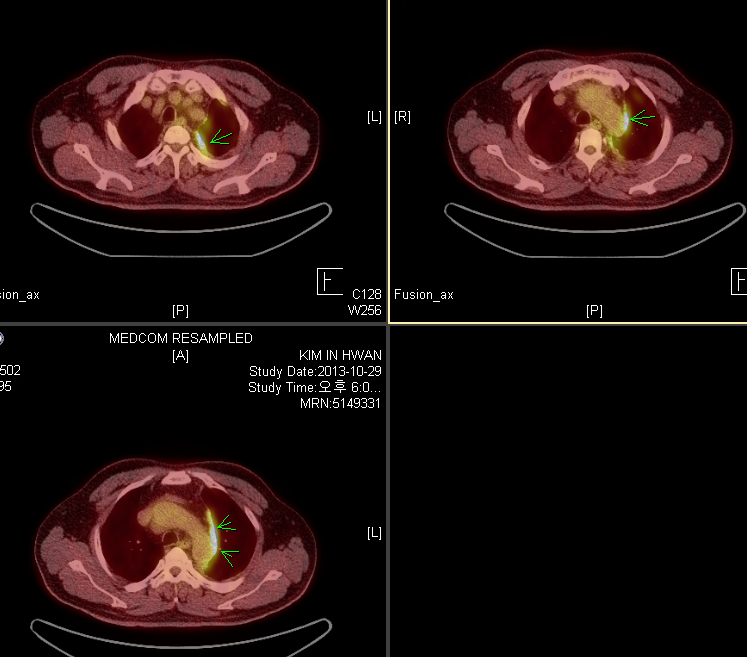 [L]
[R]
sion_ax
C128
[P]
W256
Fusion_ax
[P]
MEDCOM RESAMPLED
[A]
502
95
KIM IN HWAN
Study Date:2013-10-29
Study Time:오후 6:0...
MRN:5149331
[L]